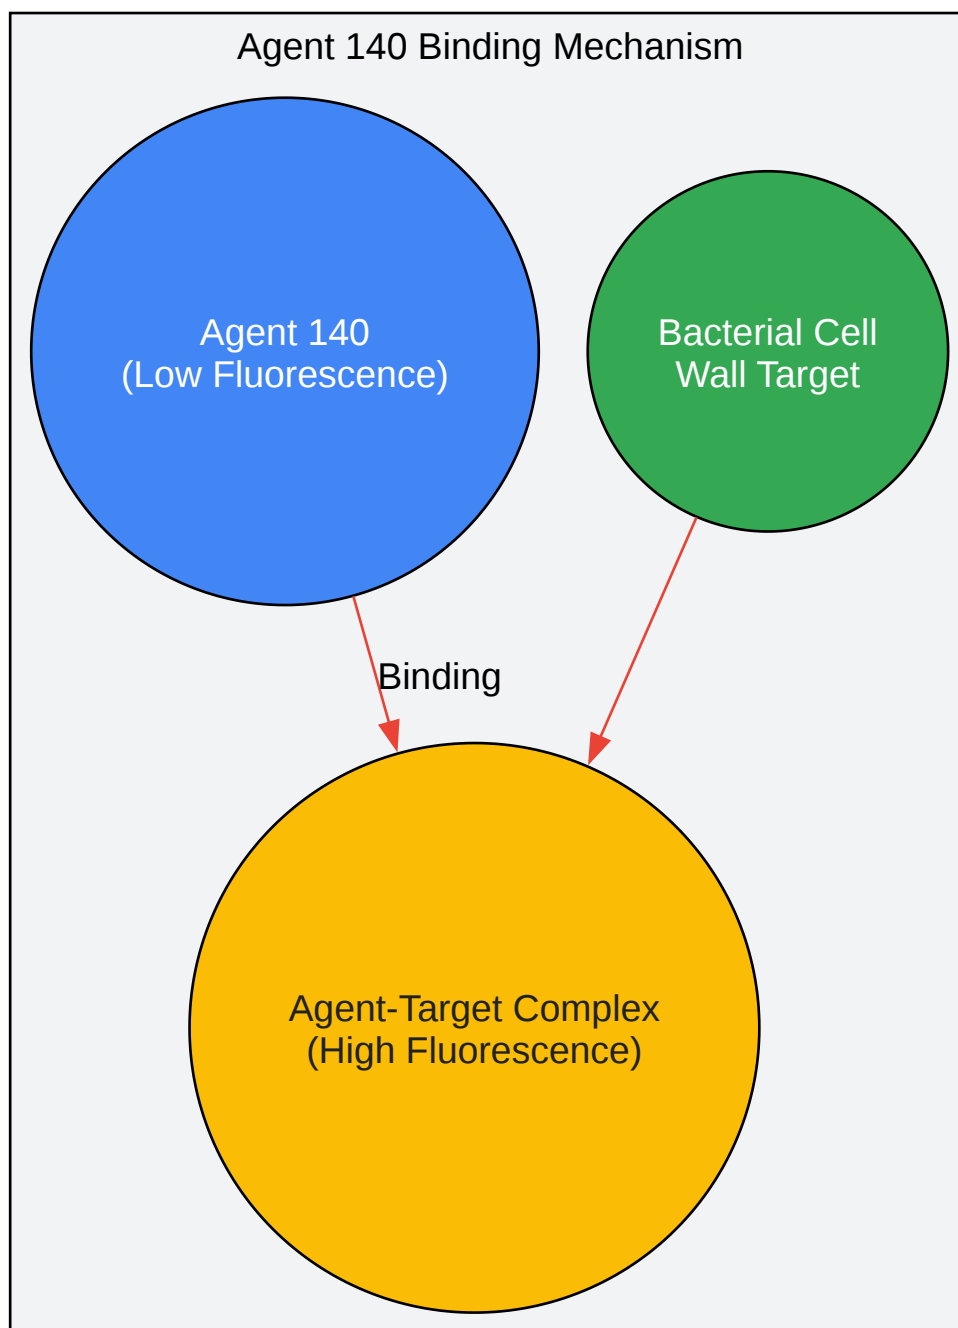 Agent 140 Binding Mechanism
Agent 140
(Low Fluorescence)
Bacterial Cell
Wall Target
Binding
Agent-Target Complex
(High Fluorescence)